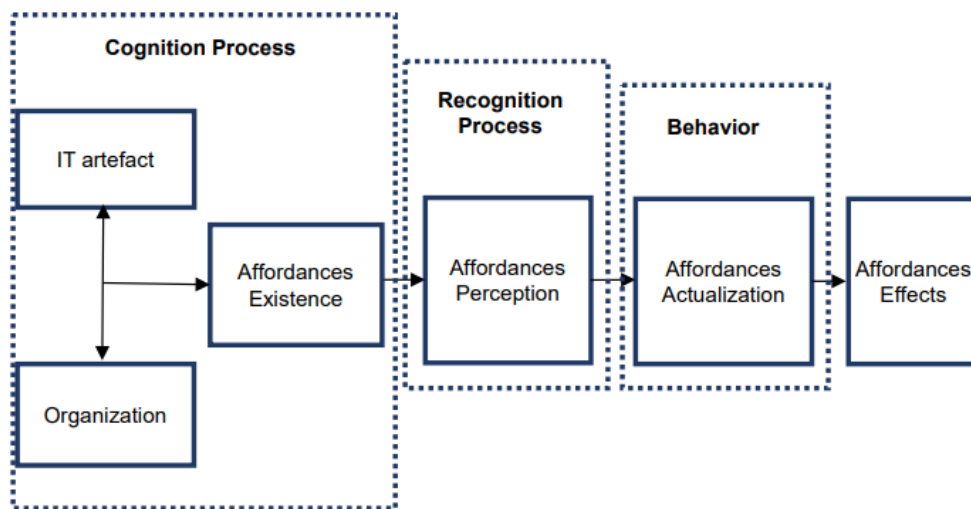 Cognition Process
IT artefact
Organization
Affordances
Existence
Recognition
Process
Affordances
Perception
Behavior
Affordances
Actualization
Affordances
Effects